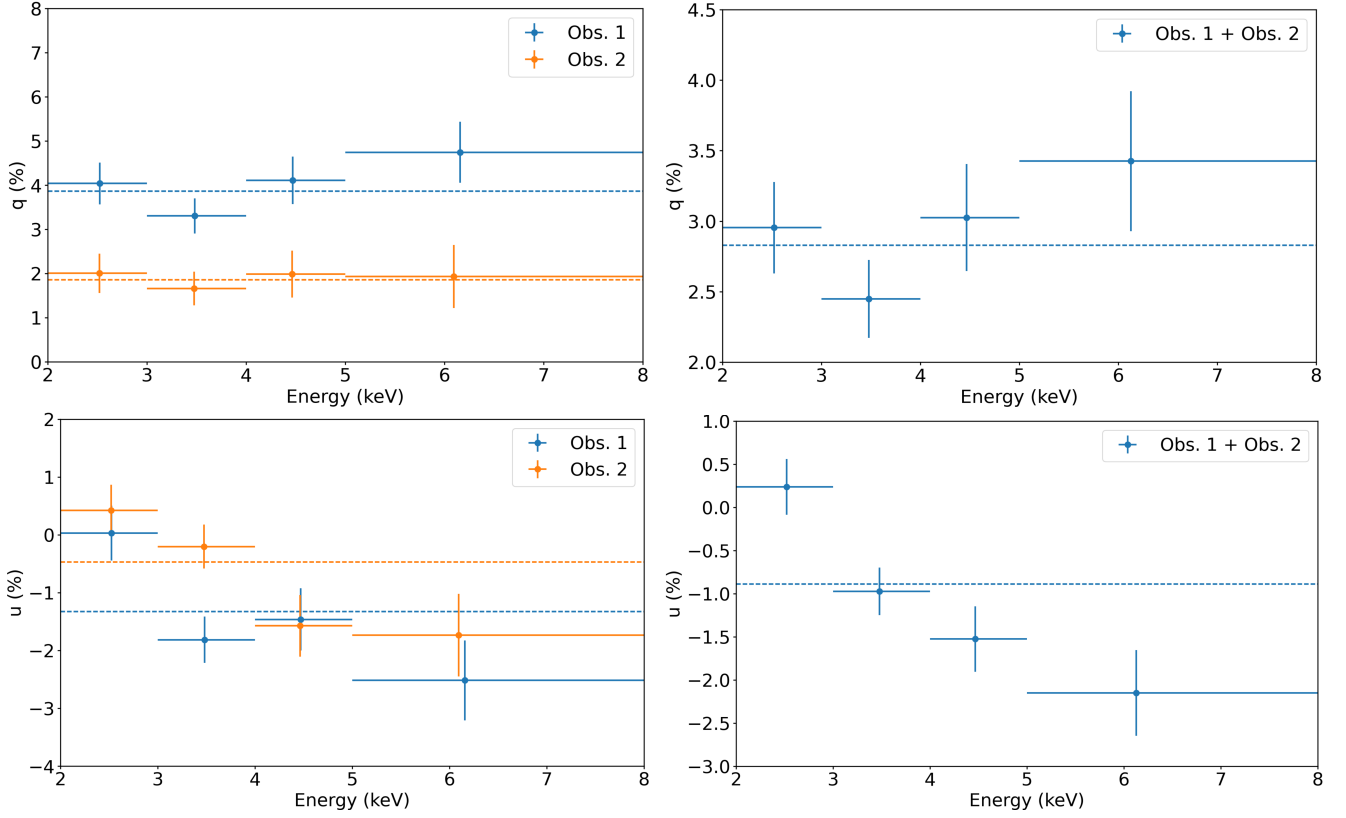 8
7
6
5
4
3
2
1
0
q (%)
2 3 4 5 6 7 8
Energy (keV)
Obs. 1
Obs. 2
4.5
4.0
3.5
3.0
2.5
2.0
q (%)
2 3 4 5 6 7 8
Energy (keV)
Obs. 1 + Obs. 2
2
1
0
−1
−2
−3
−4
u (%)
2 3 4 5 6 7 8
Energy (keV)
Obs. 1
Obs. 2
1.0
0.5
0.0
−0.5
−1.0
−1.5
−2.0
−2.5
−3.0
u (%)
2 3 4 5 6 7 8
Energy (keV)
Obs. 1 + Obs. 2